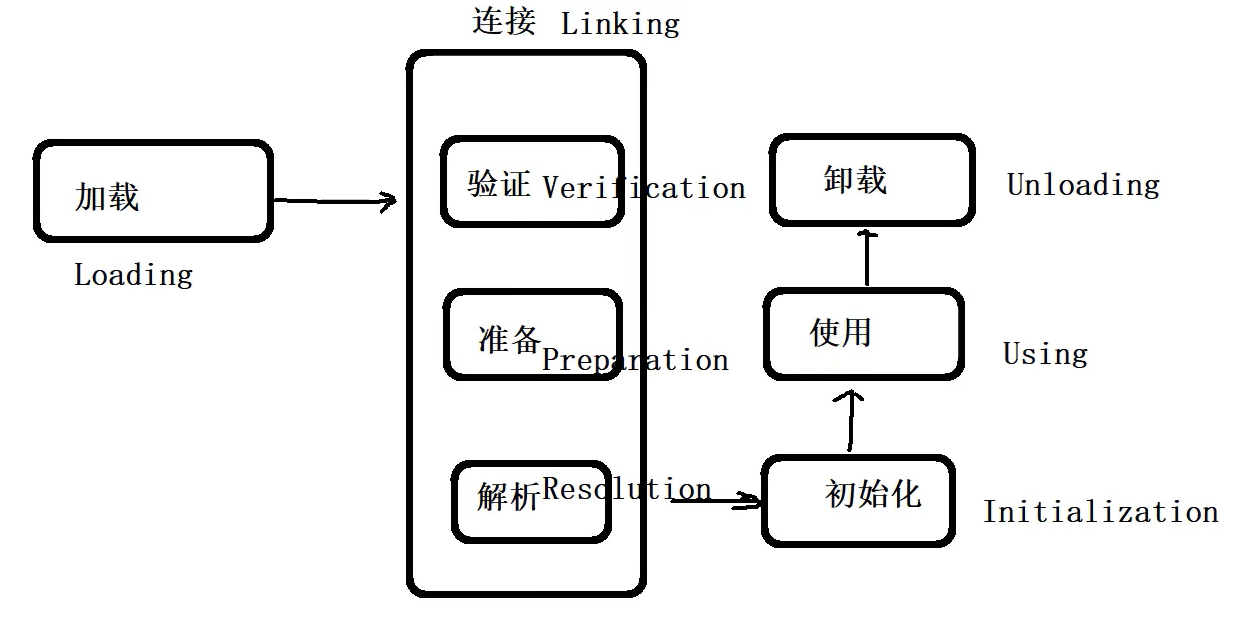 连接 Linking
加载
Loading
验证 Verification
准备 Preparation
解析 Resolution
卸载 Unloading
使用 Using
初始化 Initialization